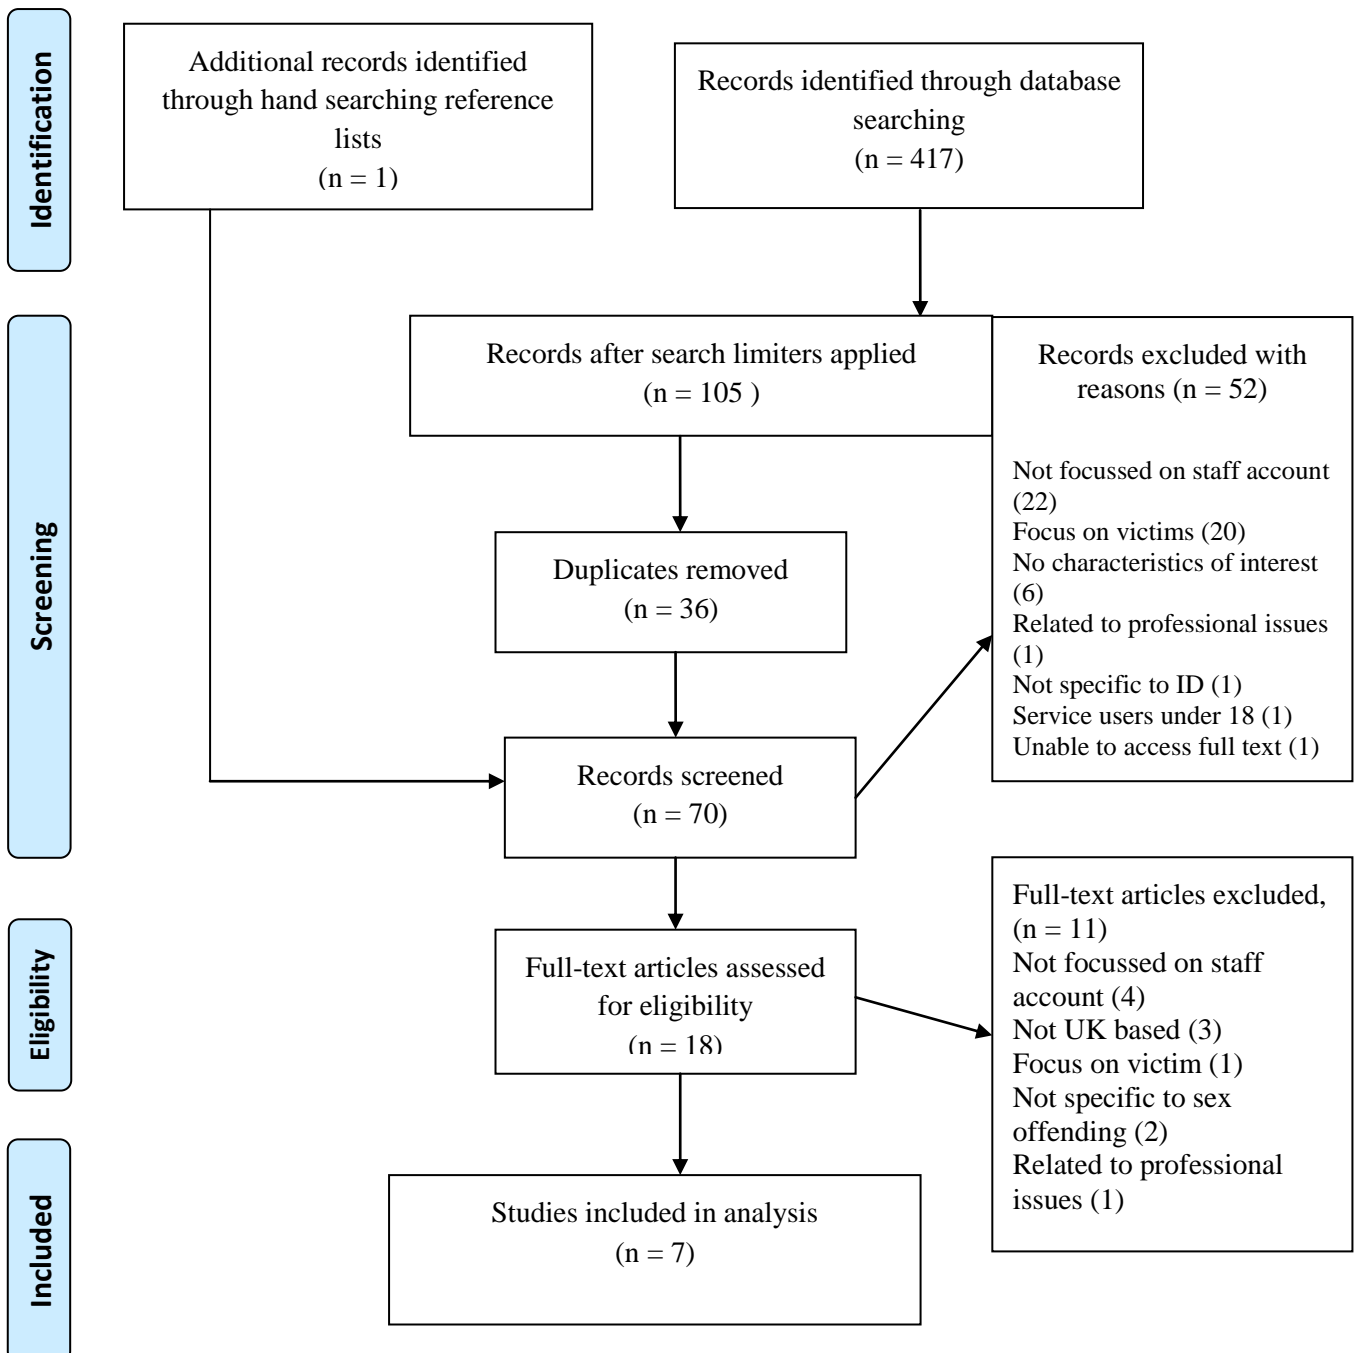 Identification
Additional records identified
through hand searching reference
lists
(n = 1)
Records identified through database
searching
(n = 417)
Screening
Records after search limiters applied
(n = 105 )
Records excluded with
reasons (n = 52)
Not focussed on staff account
(22)
Focus on victims (20)
No characteristics of interest
(6)
Related to professional issues
(1)
Not specific to ID (1)
Service users under 18 (1)
Unable to access full text (1)
Duplicates removed
(n = 36)
Records screened
(n = 70)
Eligibility
Full-text articles assessed
for eligibility
(n = 18)
Full-text articles excluded,
(n = 11)
Not focussed on staff
account (4)
Not UK based (3)
Focus on victim (1)
Not specific to sex
offending (2)
Related to professional
issues (1)
Included
Studies included in analysis
(n = 7)